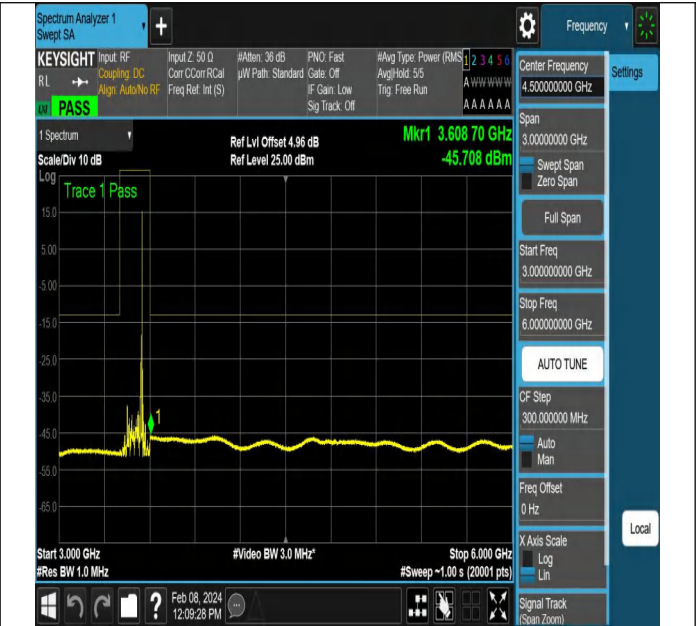 Spectrum Analyzer 1
Swept SA
+
Frequency
KEYSIGHT
RL
PASS
Input: RF
Coupling: DC
Align: Auto/No RF
Input Z: 50 Ω
Corr CCorr RCal
Freq Ref: Int (S)
#Atten: 36 dB
µW Path: Standard
PNO: Fast
Gate: Off
IF Gain: Low
Sig Track: Off
#Avg Type: Power (RMS
Avg|Hold: 5/5
Trig: Free Run
1 2 3 4 5 6
A W W W W W
A A A A A A
1 Spectrum
Scale/Div 10 dB
Ref Lvl Offset 4.96 dB
Ref Level 25.00 dBm
Mkr1 3.608 70 GHz
-45.708 dBm
Log
Trace 1 Pass
15.0
5.00
-5.00
-15.0
-25.0
-35.0
-45.0
-55.0
-65.0
1
Start 3.000 GHz
#Res BW 1.0 MHz
#Video BW 3.0 MHz*
Stop 6.000 GHz
#Sweep ~1.00 s (20001 pts)
Feb 08, 2024
12:09:28 PM
?
Center Frequency
4.500000000 GHz
Span
3.00000000 GHz
Swept Span
Zero Span
Full Span
Start Freq
3.000000000 GHz
Stop Freq
6.000000000 GHz
AUTO TUNE
CF Step
300.000000 MHz
Auto
Man
Freq Offset
0 Hz
X Axis Scale
Log
Lin
Signal Track
(Span Zoom)
Settings
Local